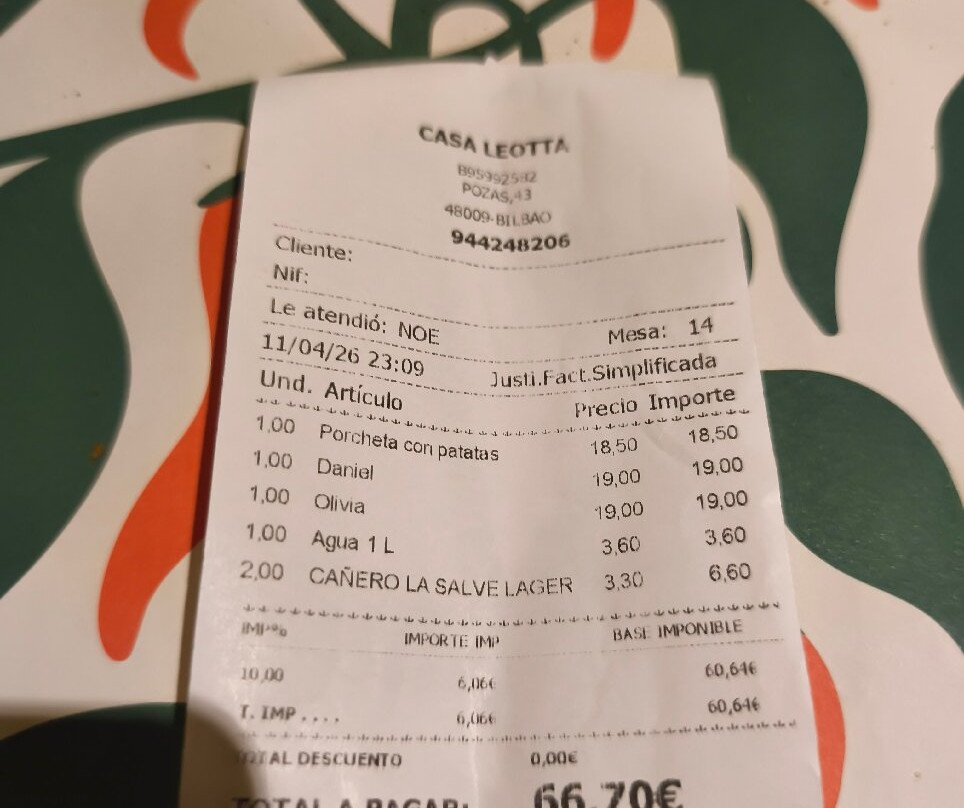 CASA LEOTTA
B95392582
POZAS,43
48009-BILBAO
944248206
Cliente:
Nif:
Le atendió: NOE Mesa: 14
11/04/26 23:09 Justi.Fact.Simplificada
Und. Artículo Precio Importe
1,00 Porcheta con patatas 18,50 18,50
1,00 Daniel 19,00 19,00
1,00 Olivia 19,00 19,00
1,00 Agua 1 L 3,60 3,60
2,00 CAÑERO LA SALVE LAGER 3,30 6,60
IMP% IMPORTE IMP BASE IMPONIBLE
10,00 6,06€ 60,64€
T. IMP .... 6,06€ 60,64€
TOTAL DESCUENTO 0,00€
TOTAL A PAGAR: 66,70€